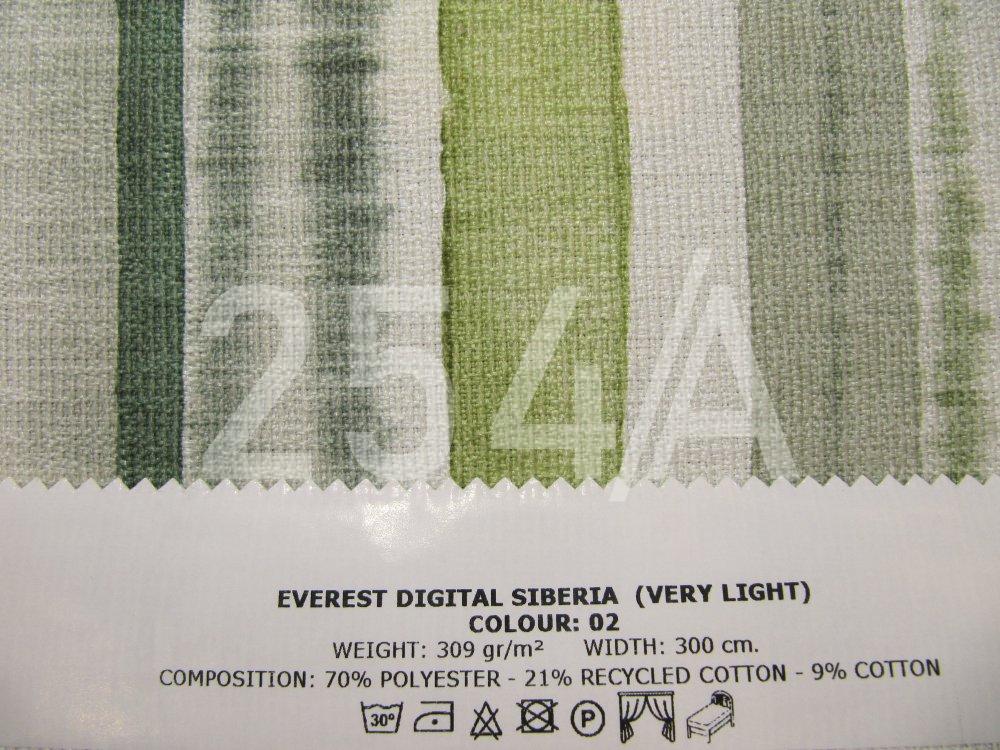 254/A
EVEREST DIGITAL SIBERIA (VERY LIGHT)
COLOUR: 02
WEIGHT: 309 gr/m² WIDTH: 300 cm.
COMPOSITION: 70% POLYESTER - 21% RECYCLED COTTON - 9% COTTON
30° P